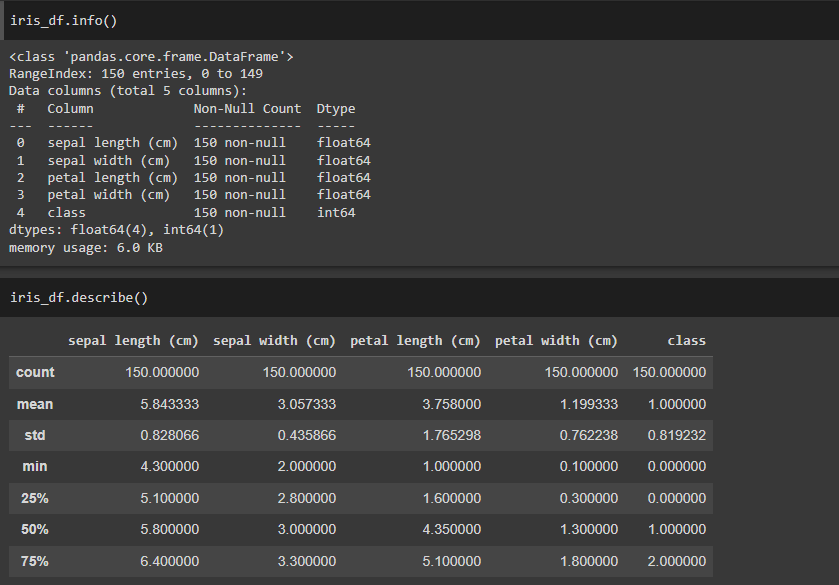 iris_df.info()
<class 'pandas.core.frame.DataFrame'>
RangeIndex: 150 entries, 0 to 149
Data columns (total 5 columns):
 #   Column             Non-Null Count  Dtype
---  ------             --------------  -----
 0   sepal length (cm)  150 non-null    float64
 1   sepal width (cm)   150 non-null    float64
 2   petal length (cm)  150 non-null    float64
 3   petal width (cm)   150 non-null    float64
 4   class              150 non-null    int64
dtypes: float64(4), int64(1)
memory usage: 6.0 KB
iris_df.describe()
sepal length (cm) sepal width (cm) petal length (cm) petal width (cm) class
count 150.000000 150.000000 150.000000 150.000000 150.000000
mean 5.843333 3.057333 3.758000 1.199333 1.000000
std 0.828066 0.435866 1.765298 0.762238 0.819232
min 4.300000 2.000000 1.000000 0.100000 0.000000
25% 5.100000 2.800000 1.600000 0.300000 0.000000
50% 5.800000 3.000000 4.350000 1.300000 1.000000
75% 6.400000 3.300000 5.100000 1.800000 2.000000